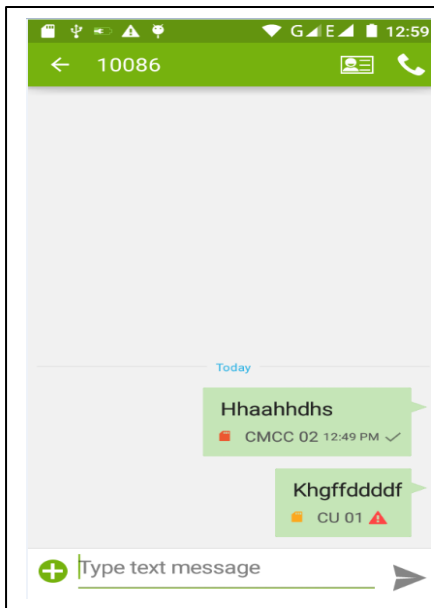 G E 12:59
10086
Today
Hhaahhdhs
CMCC 02 12:49 PM
Khgffddddf
CU 01
Type text message